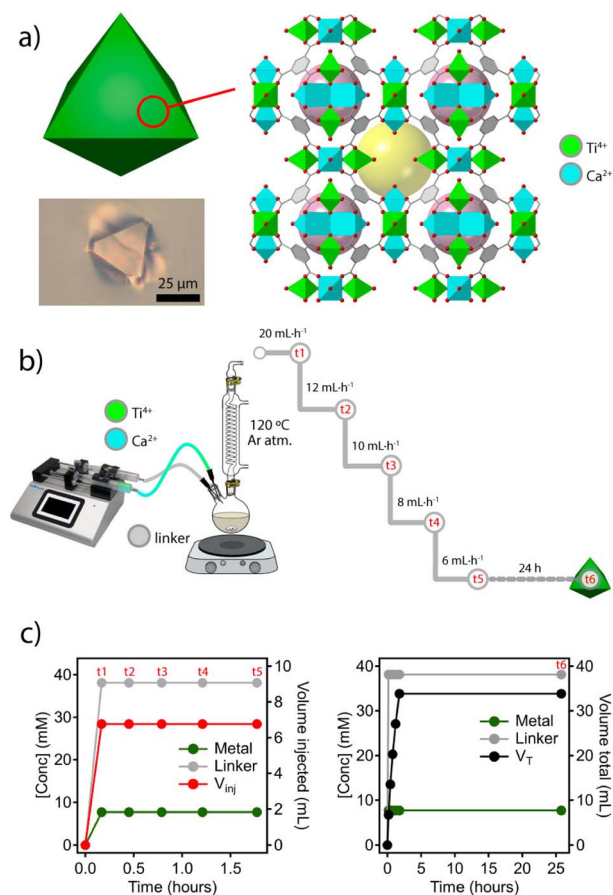 a)
Ti⁴⁺
Ca²⁺
25 µm
b)
20 mL·h⁻¹
t1
12 mL·h⁻¹
t2
10 mL·h⁻¹
t3
8 mL·h⁻¹
t4
6 mL·h⁻¹
t5
24 h
t6
Ti⁴⁺
Ca²⁺
120 ºC
Ar atm.
linker
c)
t1 t2 t3 t4 t5
40
30
20
10
0
[Conc] (mM)
10
8
6
4
2
0
Volume injected (mL)
Metal
Linker
Vinj
0.0 0.5 1.0 1.5
Time (hours)
t6
40
30
20
10
0
[Conc] (mM)
40
30
20
10
0
Volume total (mL)
Metal
Linker
VT
0 5 10 15 20 25
Time (hours)